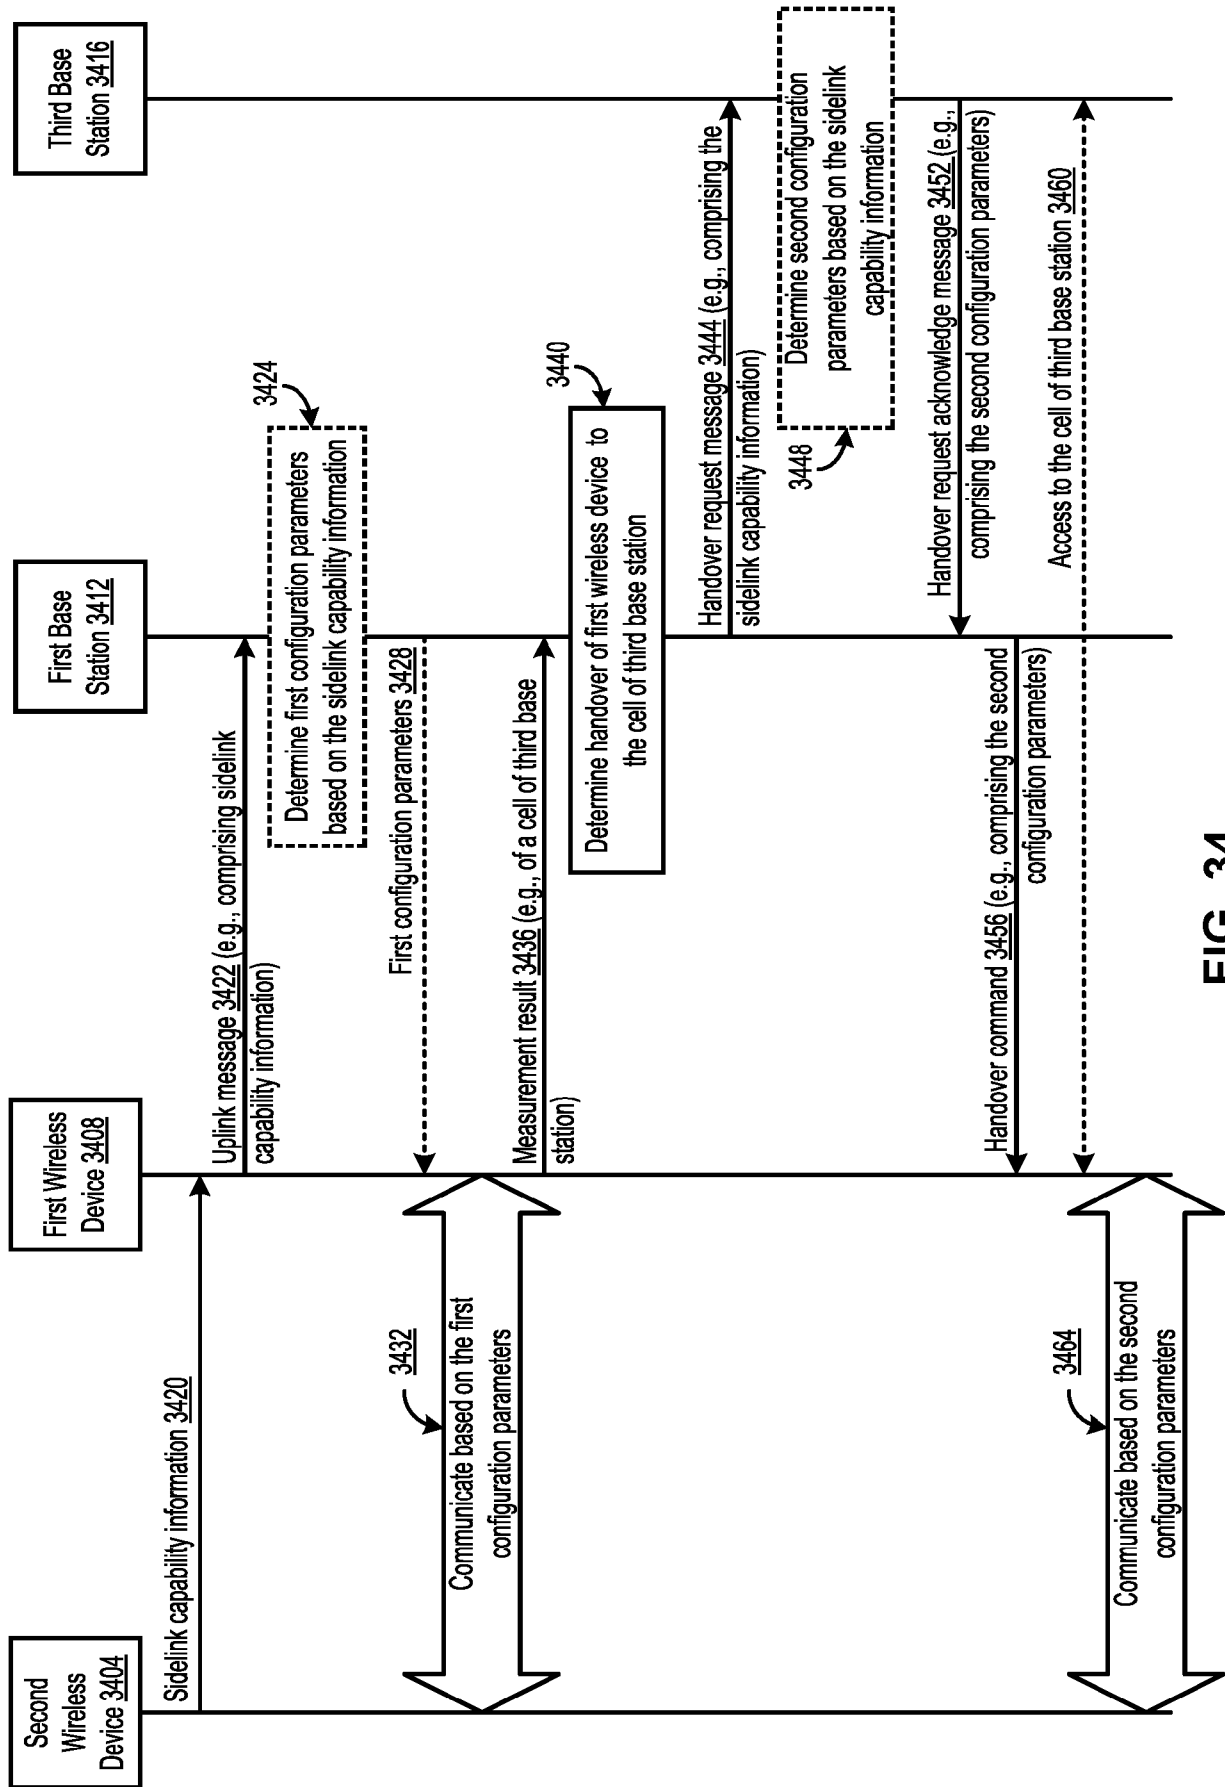 Second
Wireless
Device 3404
First Wireless
Device 3408
First Base
Station 3412
Third Base
Station 3416
Sidelink capability information 3420
Uplink message 3422 (e.g., comprising sidelink
capability information)
3424
Determine first configuration parameters
based on the sidelink capability information
First configuration parameters 3428
3432
Communicate based on the first
configuration parameters
Measurement result 3436 (e.g., of a cell of third base
station)
3440
Determine handover of first wireless device to
the cell of third base station
Handover request message 3444 (e.g., comprising the
sidelink capability information)
3448
Determine second configuration
parameters based on the sidelink
capability information
Handover request acknowledge message 3452 (e.g.,
comprising the second configuration parameters)
Handover command 3456 (e.g., comprising the second
configuration parameters)
Access to the cell of third base station 3460
3464
Communicate based on the second
configuration parameters
FIG. 34